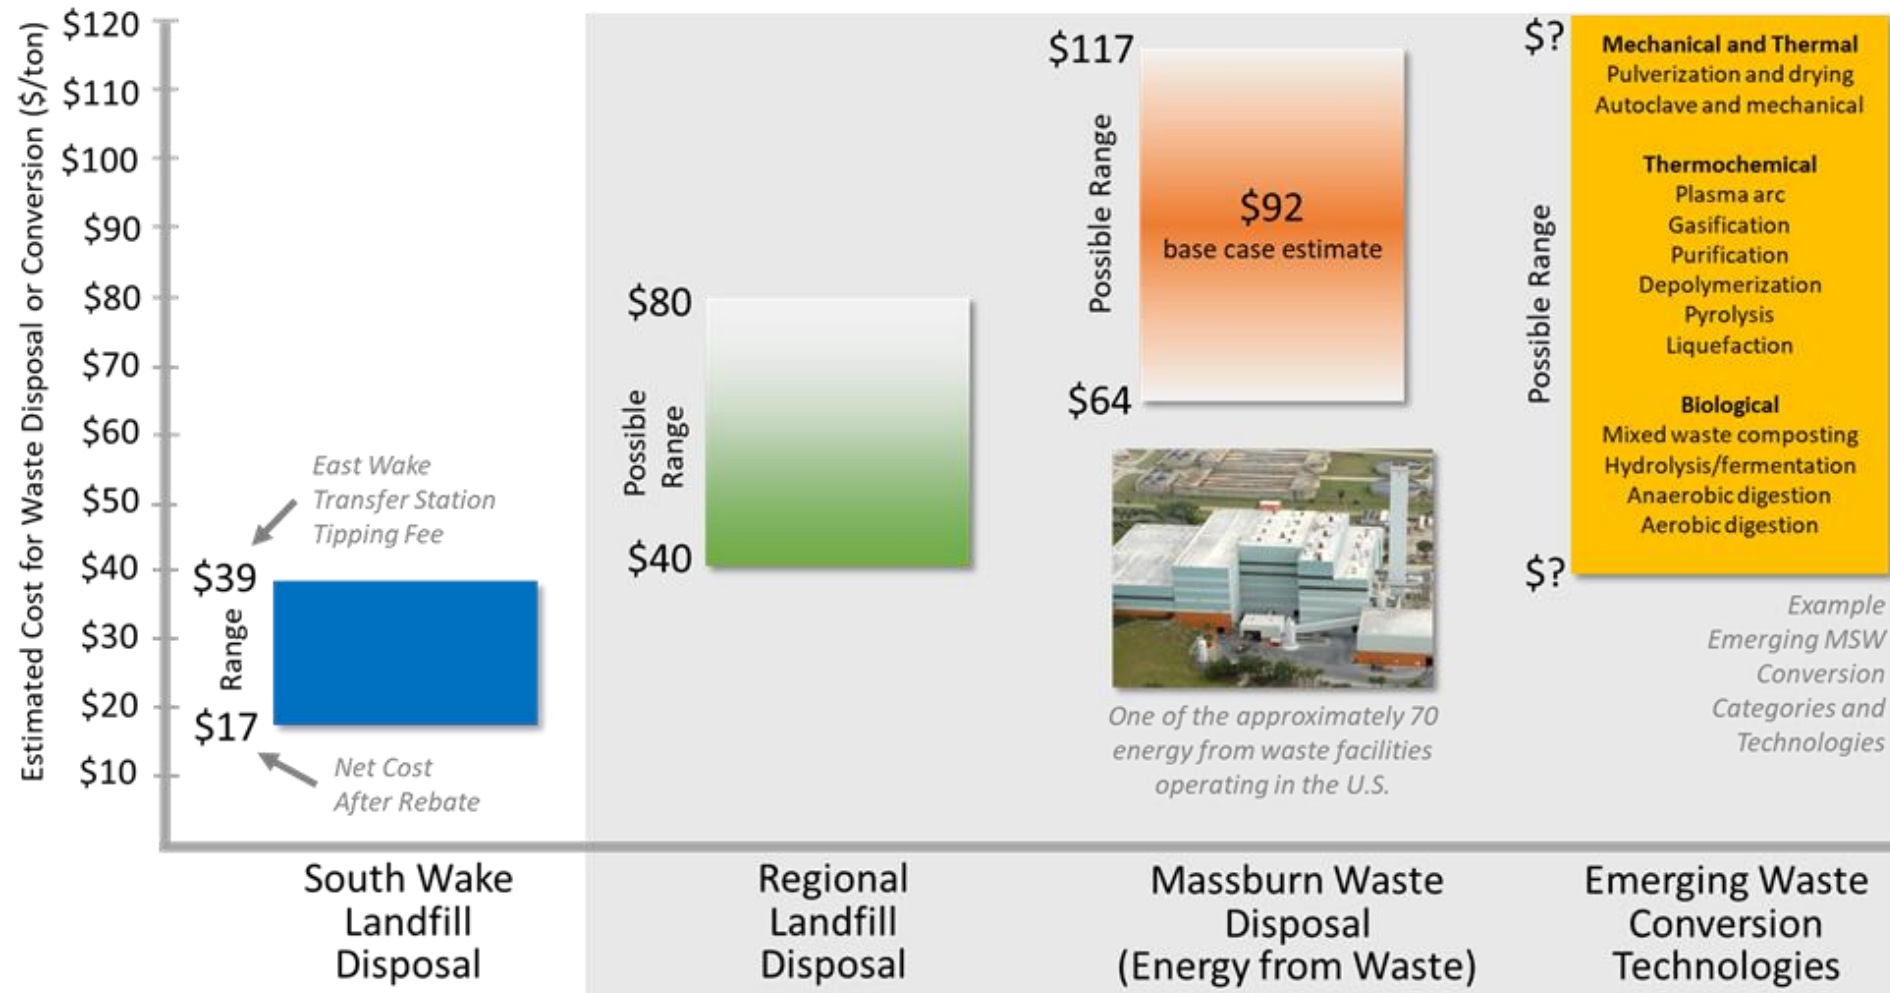 Estimated Cost for Waste Disposal or Conversion ($/ton)
$120
$110
$100
$90
$80
$70
$60
$50
$40
$30
$20
$10
East Wake
Transfer Station
Tipping Fee
$39
Range
$17
Net Cost
After Rebate
South Wake
Landfill
Disposal
$80
Possible
Range
$40
Regional
Landfill
Disposal
$117
Possible Range
$92
base case estimate
$64
One of the approximately 70
energy from waste facilities
operating in the U.S.
Massburn Waste
Disposal
(Energy from Waste)
$?
Possible Range
$?
Mechanical and Thermal
Pulverization and drying
Autoclave and mechanical
Thermochemical
Plasma arc
Gasification
Purification
Depolymerization
Pyrolysis
Liquefaction
Biological
Mixed waste composting
Hydrolysis/fermentation
Anaerobic digestion
Aerobic digestion
Example
Emerging MSW
Conversion
Categories and
Technologies
Emerging Waste
Conversion
Technologies